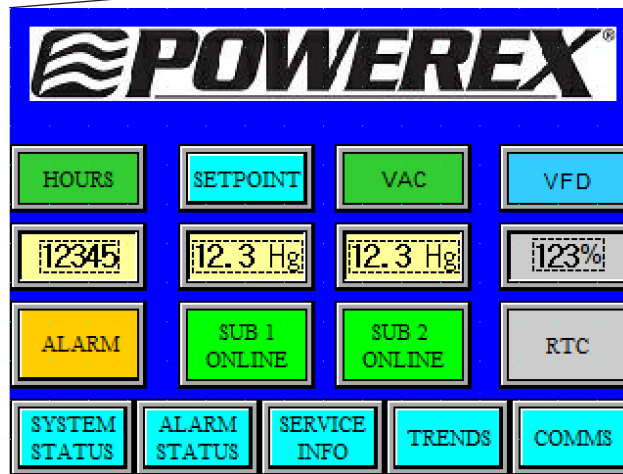 POWEREX®
HOURS SETPOINT VAC VFD
12345 12.3 Hg 12.3 Hg 123%
ALARM SUB 1 ONLINE SUB 2 ONLINE RTC
SYSTEM STATUS ALARM STATUS SERVICE INFO TRENDS COMMS